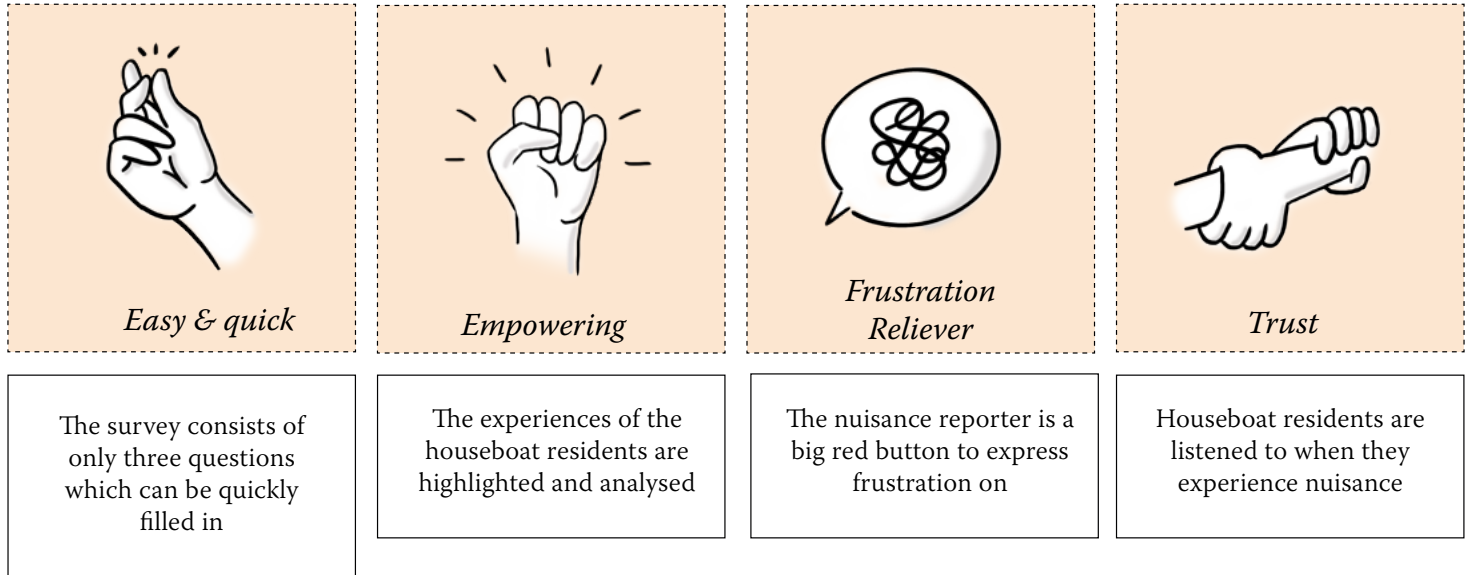 Easy & quick
Empowering
Frustration
Reliever
Trust
The survey consists of
only three questions
which can be quickly
filled in
The experiences of the
houseboat residents are
highlighted and analysed
The nuisance reporter is a
big red button to express
frustration on
Houseboat residents are
listened to when they
experience nuisance